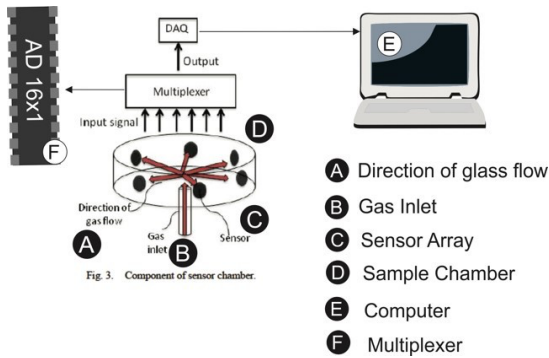 DAQ
Output
Multiplexer
Input signal
AD 16x1
F
E
D
Direction of
gas flow
A
Gas
inlet
B
Sensor
C
Fig. 3. Component of sensor chamber.
A Direction of glass flow
B Gas Inlet
C Sensor Array
D Sample Chamber
E Computer
F Multiplexer